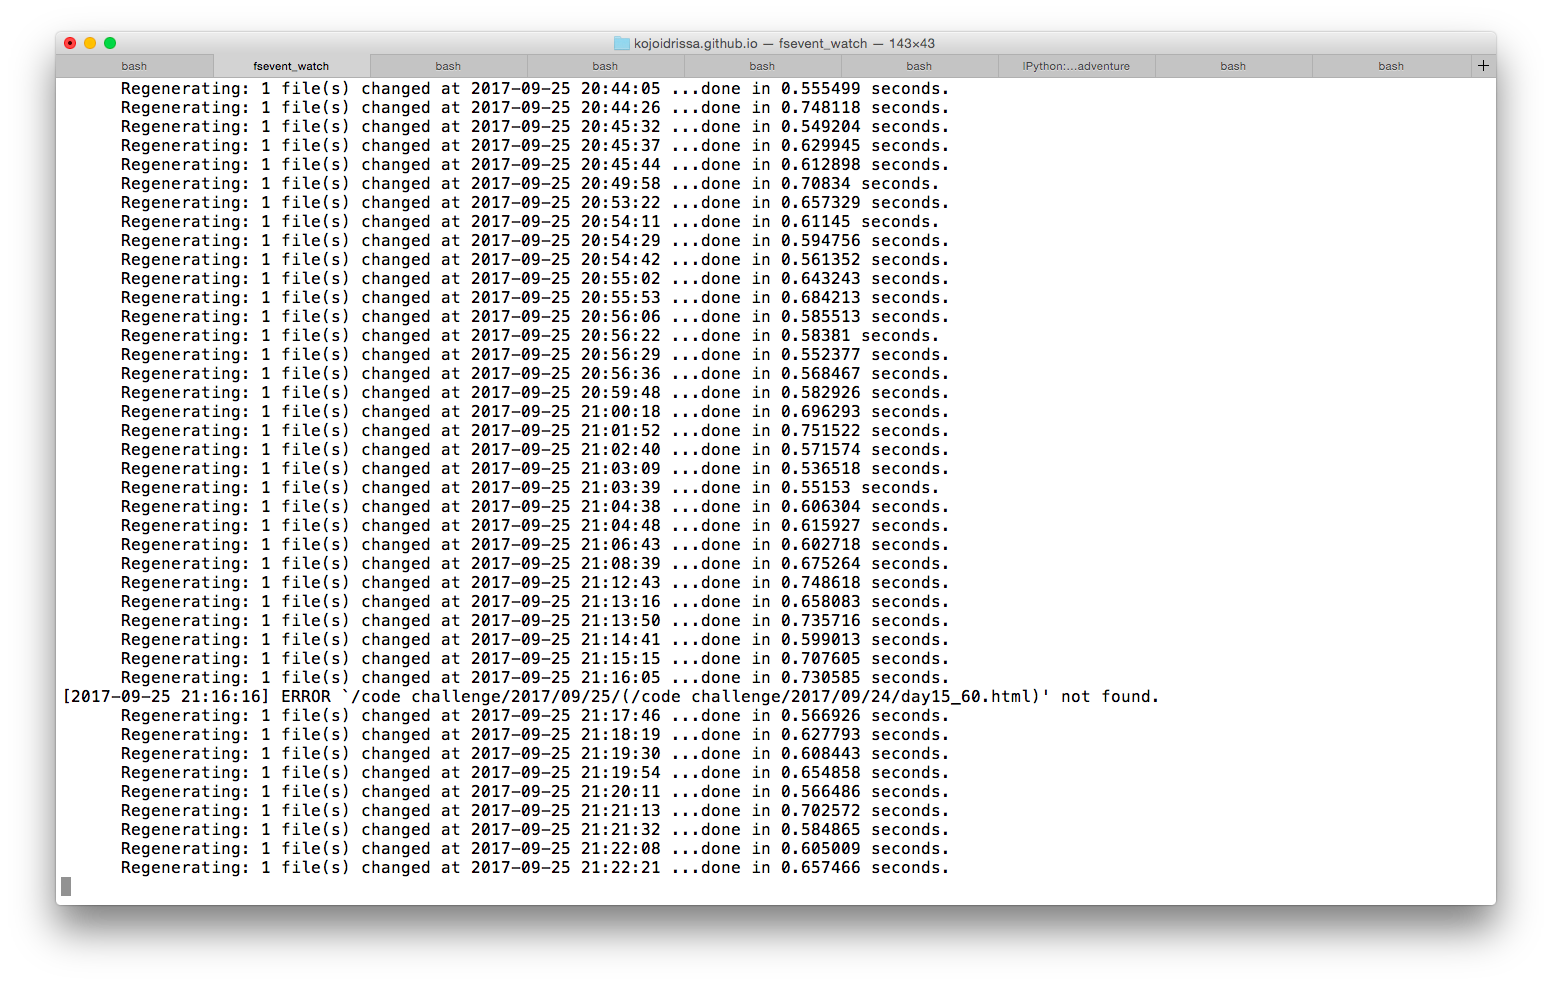 kojoidrissa.github.io — fsevent_watch — 143×43
bash fsevent_watch bash bash bash bash IPython:...adventure bash bash +
Regenerating: 1 file(s) changed at 2017-09-25 20:44:05 ...done in 0.555499 seconds.
Regenerating: 1 file(s) changed at 2017-09-25 20:44:26 ...done in 0.748118 seconds.
Regenerating: 1 file(s) changed at 2017-09-25 20:45:32 ...done in 0.549204 seconds.
Regenerating: 1 file(s) changed at 2017-09-25 20:45:37 ...done in 0.629945 seconds.
Regenerating: 1 file(s) changed at 2017-09-25 20:45:44 ...done in 0.612898 seconds.
Regenerating: 1 file(s) changed at 2017-09-25 20:49:58 ...done in 0.70834 seconds.
Regenerating: 1 file(s) changed at 2017-09-25 20:53:22 ...done in 0.657329 seconds.
Regenerating: 1 file(s) changed at 2017-09-25 20:54:11 ...done in 0.61145 seconds.
Regenerating: 1 file(s) changed at 2017-09-25 20:54:29 ...done in 0.594756 seconds.
Regenerating: 1 file(s) changed at 2017-09-25 20:54:42 ...done in 0.561352 seconds.
Regenerating: 1 file(s) changed at 2017-09-25 20:55:02 ...done in 0.643243 seconds.
Regenerating: 1 file(s) changed at 2017-09-25 20:55:53 ...done in 0.684213 seconds.
Regenerating: 1 file(s) changed at 2017-09-25 20:56:06 ...done in 0.585513 seconds.
Regenerating: 1 file(s) changed at 2017-09-25 20:56:22 ...done in 0.58381 seconds.
Regenerating: 1 file(s) changed at 2017-09-25 20:56:29 ...done in 0.552377 seconds.
Regenerating: 1 file(s) changed at 2017-09-25 20:56:36 ...done in 0.568467 seconds.
Regenerating: 1 file(s) changed at 2017-09-25 20:59:48 ...done in 0.582926 seconds.
Regenerating: 1 file(s) changed at 2017-09-25 21:00:18 ...done in 0.696293 seconds.
Regenerating: 1 file(s) changed at 2017-09-25 21:01:52 ...done in 0.751522 seconds.
Regenerating: 1 file(s) changed at 2017-09-25 21:02:40 ...done in 0.571574 seconds.
Regenerating: 1 file(s) changed at 2017-09-25 21:03:09 ...done in 0.536518 seconds.
Regenerating: 1 file(s) changed at 2017-09-25 21:03:39 ...done in 0.55153 seconds.
Regenerating: 1 file(s) changed at 2017-09-25 21:04:38 ...done in 0.606304 seconds.
Regenerating: 1 file(s) changed at 2017-09-25 21:04:48 ...done in 0.615927 seconds.
Regenerating: 1 file(s) changed at 2017-09-25 21:06:43 ...done in 0.602718 seconds.
Regenerating: 1 file(s) changed at 2017-09-25 21:08:39 ...done in 0.675264 seconds.
Regenerating: 1 file(s) changed at 2017-09-25 21:12:43 ...done in 0.748618 seconds.
Regenerating: 1 file(s) changed at 2017-09-25 21:13:16 ...done in 0.658083 seconds.
Regenerating: 1 file(s) changed at 2017-09-25 21:13:50 ...done in 0.735716 seconds.
Regenerating: 1 file(s) changed at 2017-09-25 21:14:41 ...done in 0.599013 seconds.
Regenerating: 1 file(s) changed at 2017-09-25 21:15:15 ...done in 0.707605 seconds.
Regenerating: 1 file(s) changed at 2017-09-25 21:16:05 ...done in 0.730585 seconds.
[2017-09-25 21:16:16] ERROR `/code challenge/2017/09/25/(/code challenge/2017/09/24/day15_60.html)' not found.
Regenerating: 1 file(s) changed at 2017-09-25 21:17:46 ...done in 0.566926 seconds.
Regenerating: 1 file(s) changed at 2017-09-25 21:18:19 ...done in 0.627793 seconds.
Regenerating: 1 file(s) changed at 2017-09-25 21:19:30 ...done in 0.608443 seconds.
Regenerating: 1 file(s) changed at 2017-09-25 21:19:54 ...done in 0.654858 seconds.
Regenerating: 1 file(s) changed at 2017-09-25 21:20:11 ...done in 0.566486 seconds.
Regenerating: 1 file(s) changed at 2017-09-25 21:21:13 ...done in 0.702572 seconds.
Regenerating: 1 file(s) changed at 2017-09-25 21:21:32 ...done in 0.584865 seconds.
Regenerating: 1 file(s) changed at 2017-09-25 21:22:08 ...done in 0.605009 seconds.
Regenerating: 1 file(s) changed at 2017-09-25 21:22:21 ...done in 0.657466 seconds.